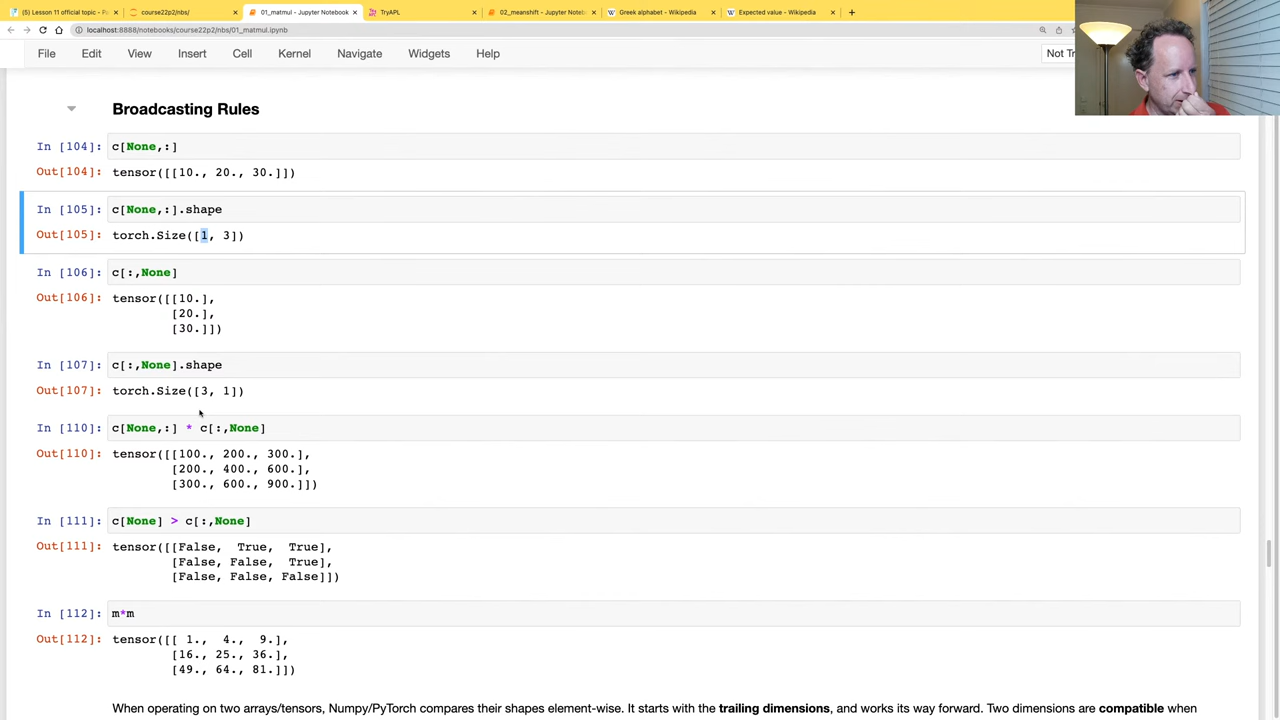 (5) Lesson 11 official topic - P
course22p2/nbs/
01_matmul - Jupyter Notebook
TryAPL
02_meanshift - Jupyter Notebo
Greek alphabet - Wikipedia
Expected value - Wikipedia
localhost:8888/notebooks/course22p2/nbs/01_matmul.ipynb
File Edit View Insert Cell Kernel Navigate Widgets Help
Not Tr
Broadcasting Rules
In [104]: c[None,:]
Out[104]: tensor([[10., 20., 30.]])
In [105]: c[None,:].shape
Out[105]: torch.Size([1, 3])
In [106]: c[:,None]
Out[106]: tensor([[10.],
[20.],
[30.]])
In [107]: c[:,None].shape
Out[107]: torch.Size([3, 1])
In [110]: c[None,:] * c[:,None]
Out[110]: tensor([[100., 200., 300.],
[200., 400., 600.],
[300., 600., 900.]])
In [111]: c[None] > c[:,None]
Out[111]: tensor([[False, True, True],
[False, False, True],
[False, False, False]])
In [112]: m*m
Out[112]: tensor([[ 1., 4., 9.],
[16., 25., 36.],
[49., 64., 81.]])
When operating on two arrays/tensors, Numpy/PyTorch compares their shapes element-wise. It starts with the trailing dimensions, and works its way forward. Two dimensions are compatible when